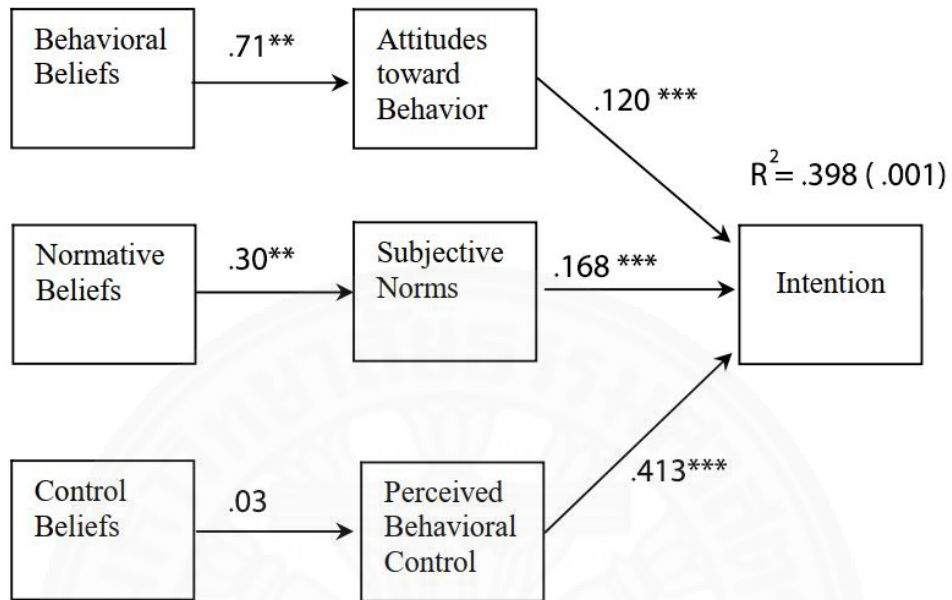 Behavioral
Beliefs
.71**
Attitudes
toward
Behavior
.120 ***
R²= .398 ( .001)
Normative
Beliefs
.30**
Subjective
Norms
.168 ***
Intention
Control
Beliefs
.03
Perceived
Behavioral
Control
.413***